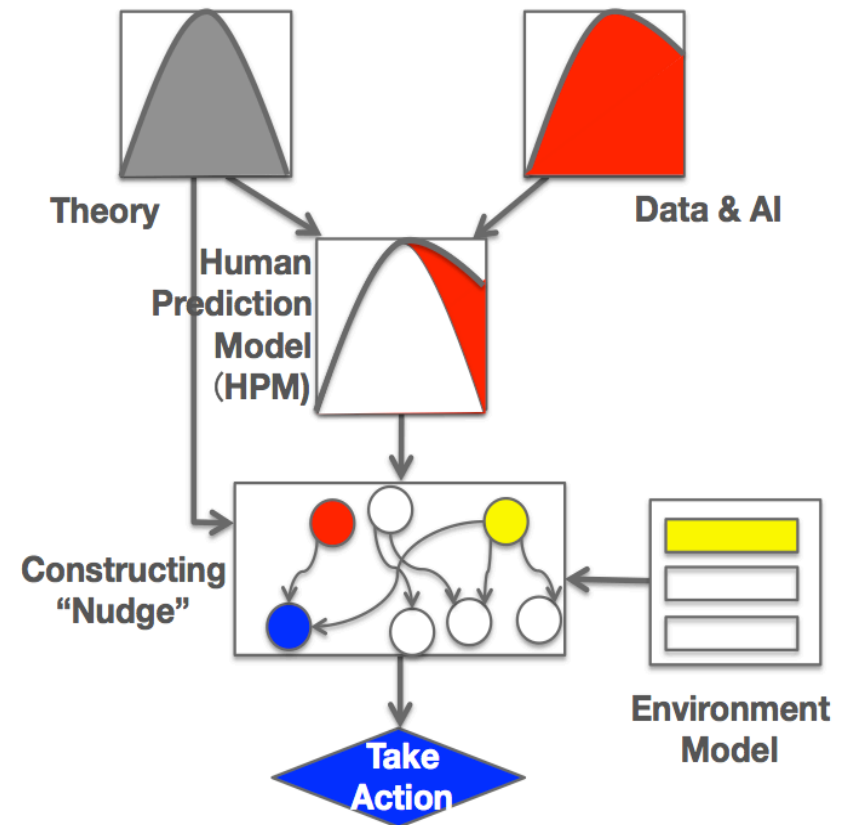 Theory
Data & AI
Human
Prediction
Model
（HPM)
Constructing
“Nudge”
Environment
Model
Take
Action